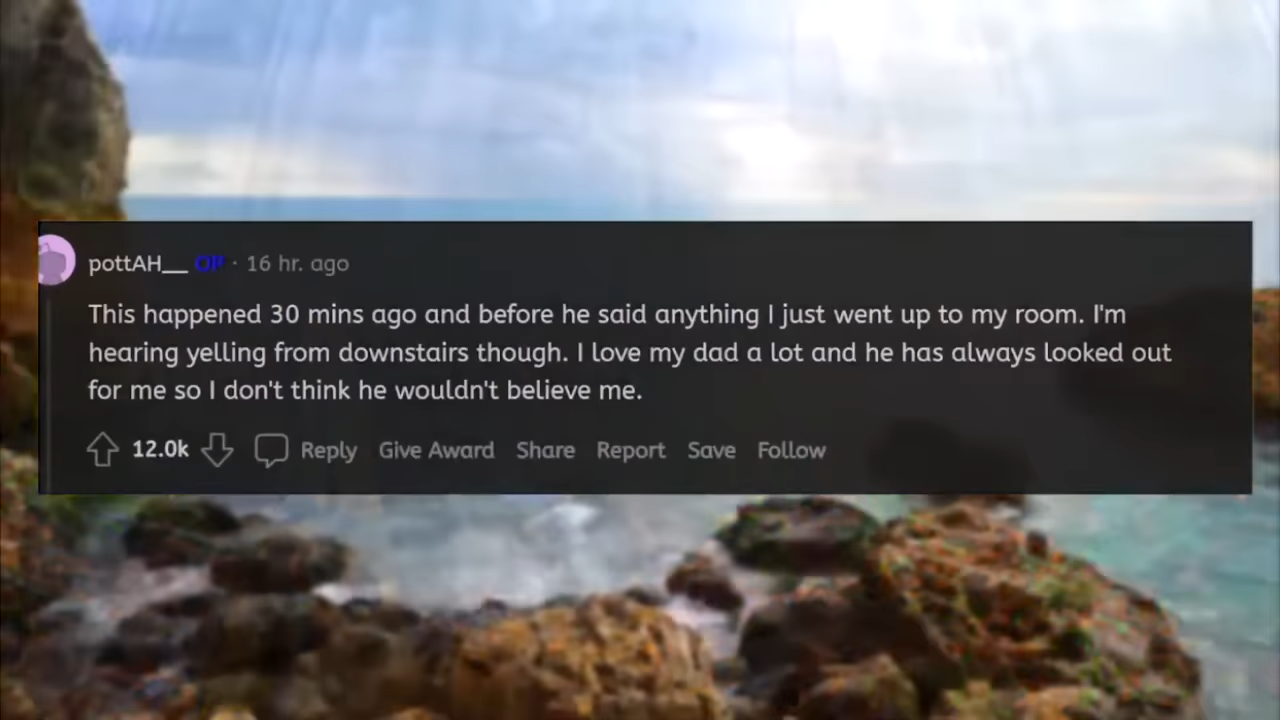 pottAH__ OP · 16 hr. ago
This happened 30 mins ago and before he said anything I just went up to my room. I'm
hearing yelling from downstairs though. I love my dad a lot and he has always looked out
for me so I don't think he wouldn't believe me.
12.0k Reply Give Award Share Report Save Follow